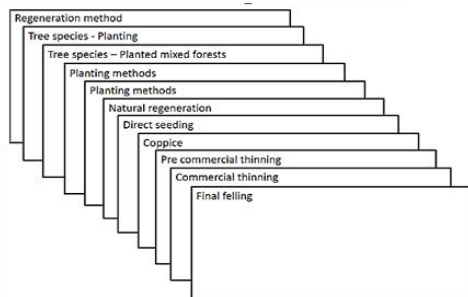 Regeneration method
Tree species - Planting
Tree species – Planted mixed forests
Planting methods
Planting methods
Natural regeneration
Direct seeding
Coppice
Pre commercial thinning
Commercial thinning
Final felling